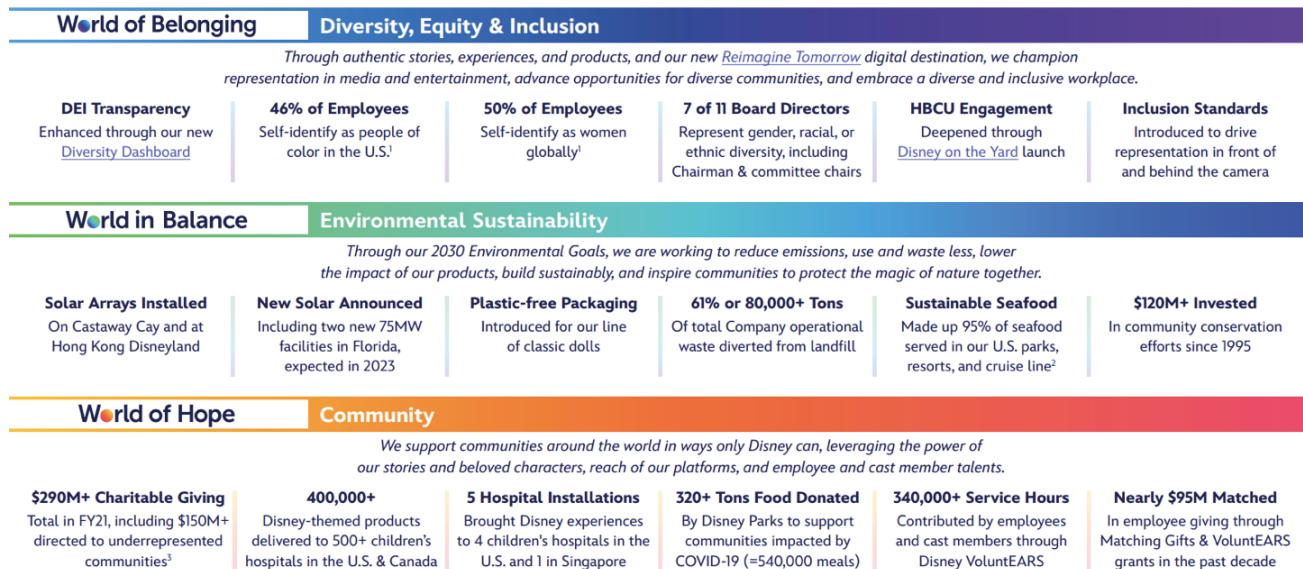 World of Belonging
Diversity, Equity & Inclusion
Through authentic stories, experiences, and products, and our new Reimagine Tomorrow digital destination, we champion
representation in media and entertainment, advance opportunities for diverse communities, and embrace a diverse and inclusive workplace.
DEI Transparency
Enhanced through our new
Diversity Dashboard
46% of Employees
Self-identify as people of
color in the U.S.¹
50% of Employees
Self-identify as women
globally¹
7 of 11 Board Directors
Represent gender, racial, or
ethnic diversity, including
Chairman & committee chairs
HBCU Engagement
Deepened through
Disney on the Yard launch
Inclusion Standards
Introduced to drive
representation in front of
and behind the camera
World in Balance
Environmental Sustainability
Through our 2030 Environmental Goals, we are working to reduce emissions, use and waste less, lower
the impact of our products, build sustainably, and inspire communities to protect the magic of nature together.
Solar Arrays Installed
On Castaway Cay and at
Hong Kong Disneyland
New Solar Announced
Including two new 75MW
facilities in Florida,
expected in 2023
Plastic-free Packaging
Introduced for our line
of classic dolls
61% or 80,000+ Tons
Of total Company operational
waste diverted from landfill
Sustainable Seafood
Made up 95% of seafood
served in our U.S. parks,
resorts, and cruise line²
$120M+ Invested
In community conservation
efforts since 1995
World of Hope
Community
We support communities around the world in ways only Disney can, leveraging the power of
our stories and beloved characters, reach of our platforms, and employee and cast member talents.
$290M+ Charitable Giving
Total in FY21, including $150M+
directed to underrepresented
communities³
400,000+
Disney-themed products
delivered to 500+ children's
hospitals in the U.S. & Canada
5 Hospital Installations
Brought Disney experiences
to 4 children's hospitals in the
U.S. and 1 in Singapore
320+ Tons Food Donated
By Disney Parks to support
communities impacted by
COVID-19 (=540,000 meals)
340,000+ Service Hours
Contributed by employees
and cast members through
Disney VoluntEARS
Nearly $95M Matched
In employee giving through
Matching Gifts & VoluntEARS
grants in the past decade